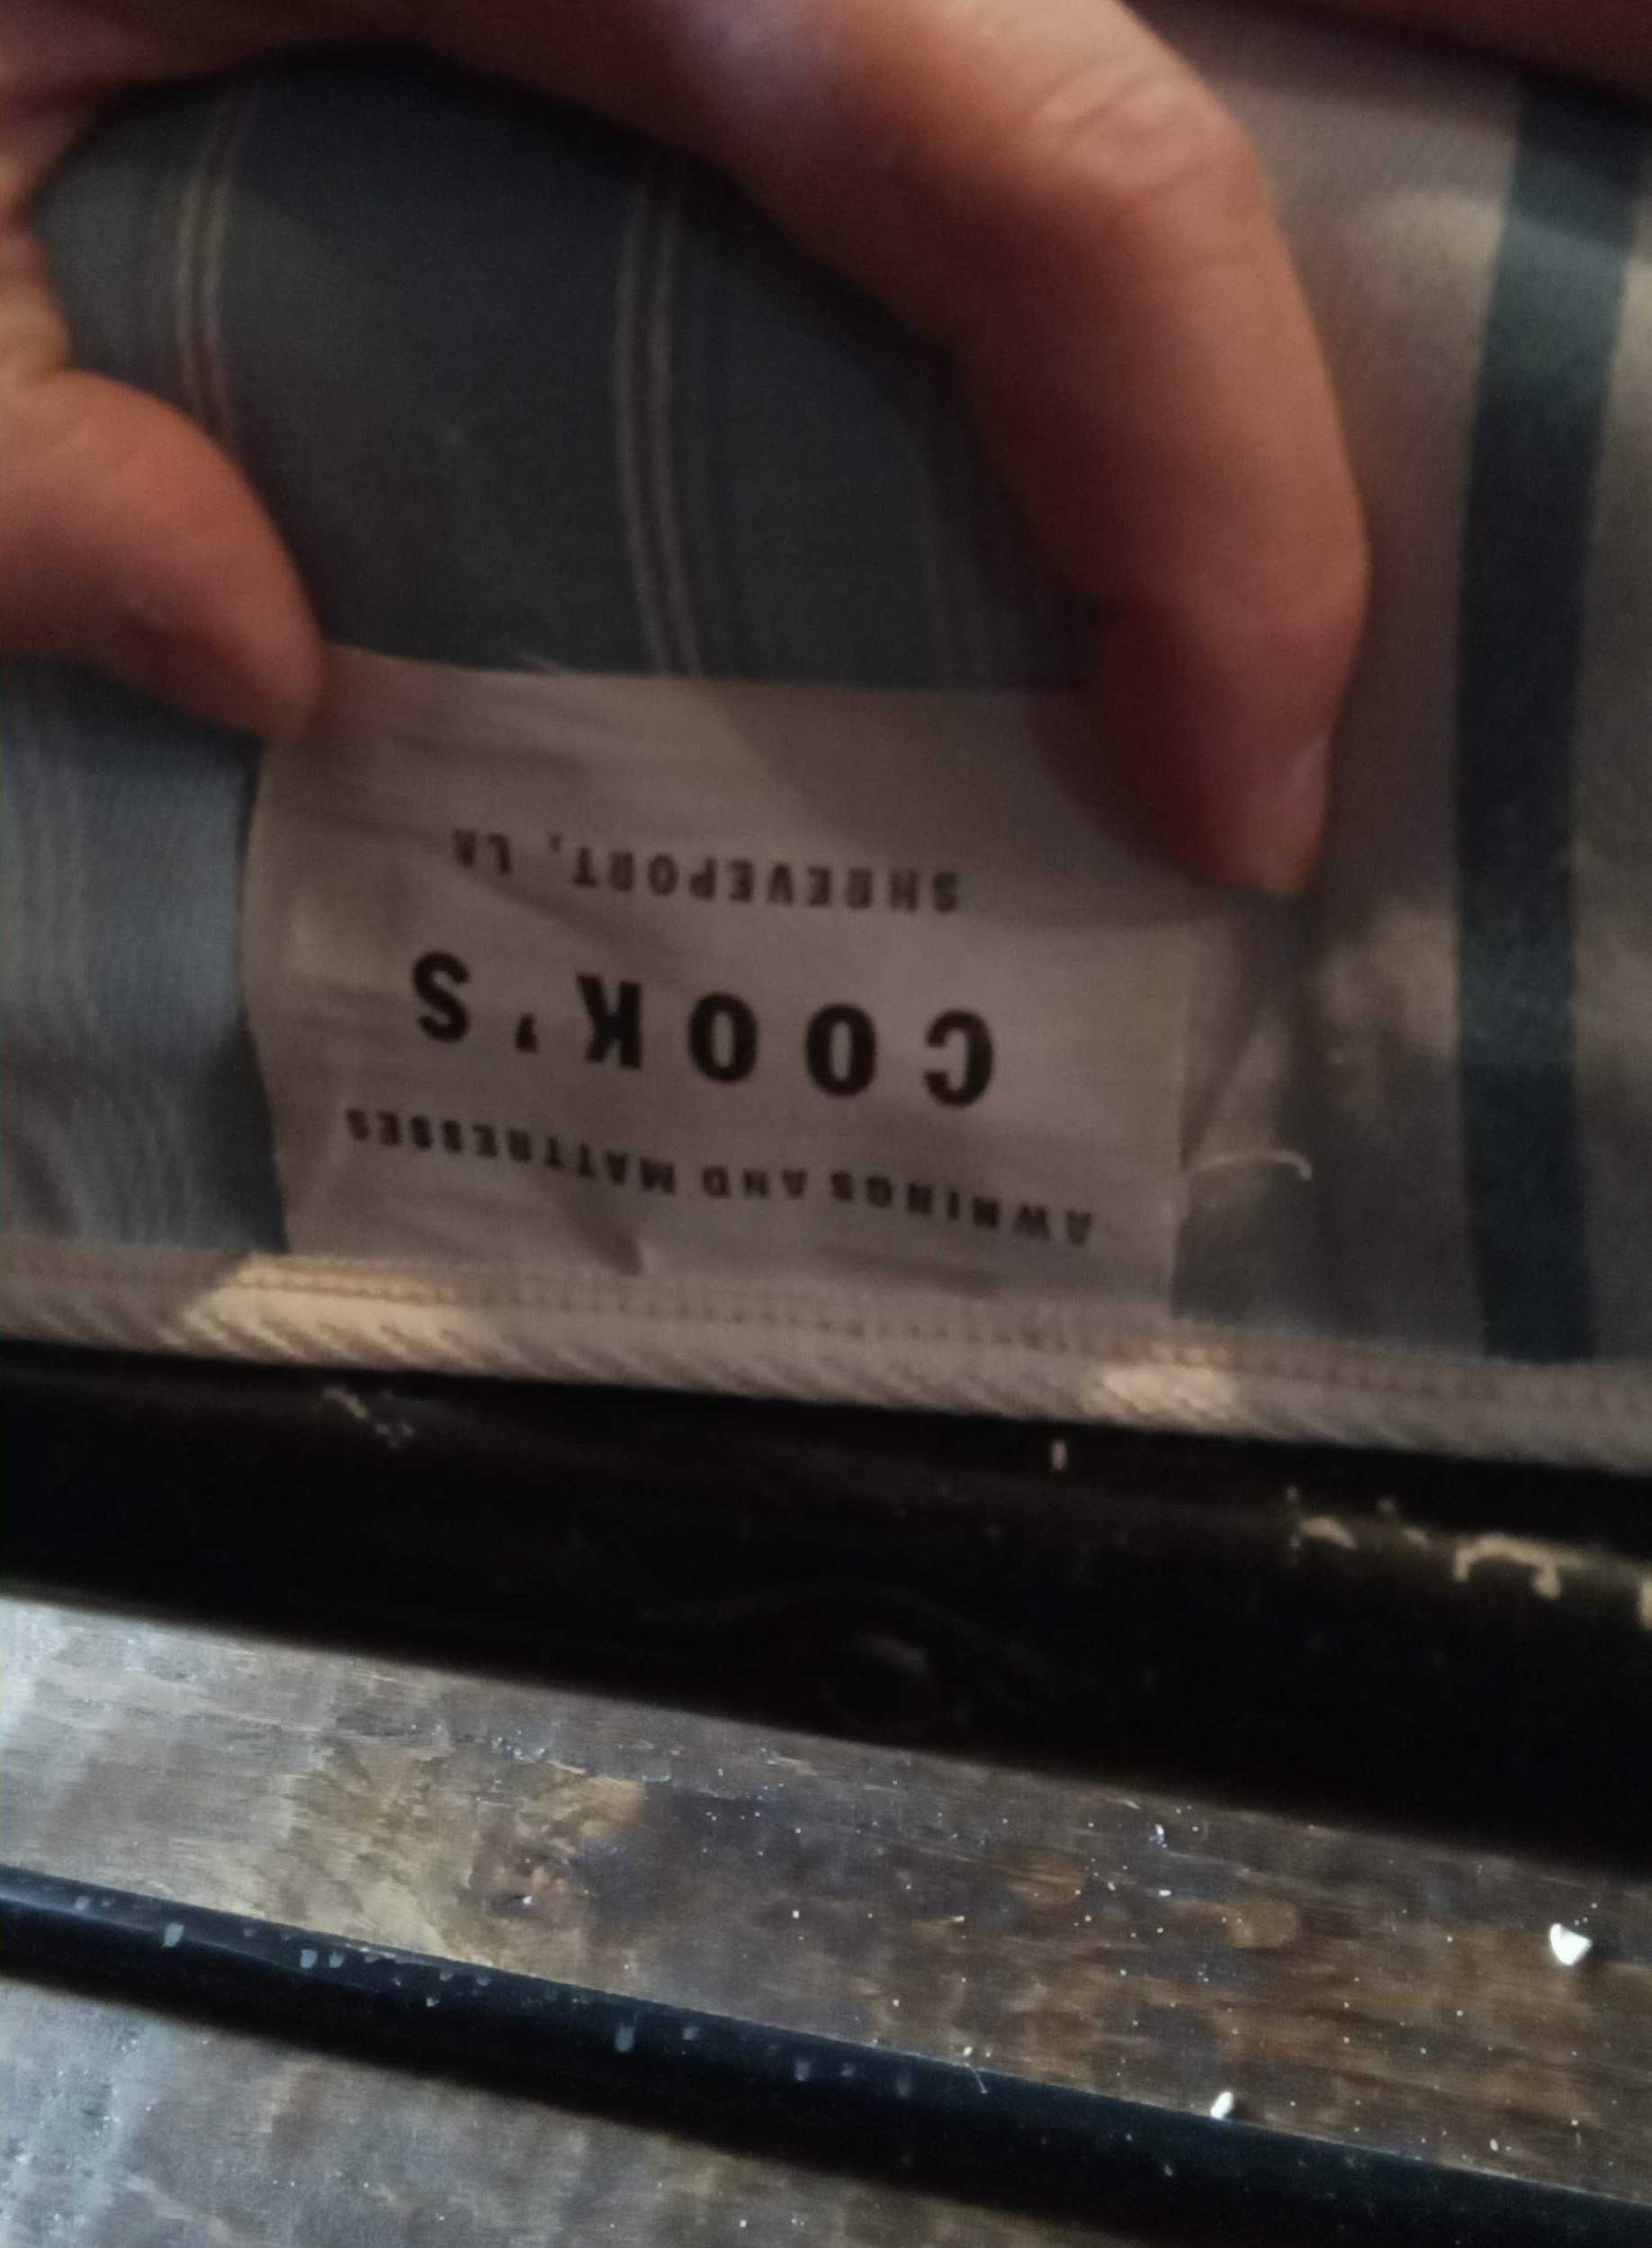 AWNINGS AND MATTRESSES
COOK'S
SHREVEPORT, LA